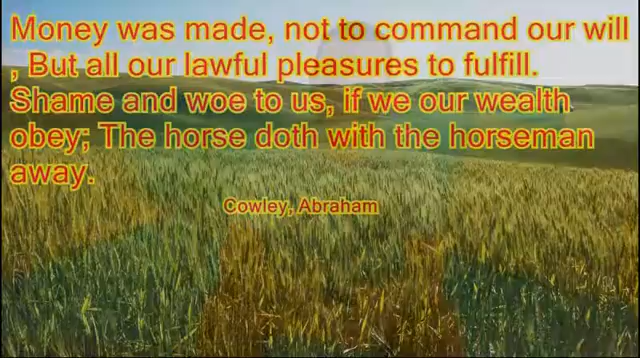 Money was made, not to command our will
, But all our lawful pleasures to fulfill.
Shame and woe to us, if we our wealth
obey; The horse doth with the horseman
away.
Cowley, Abraham